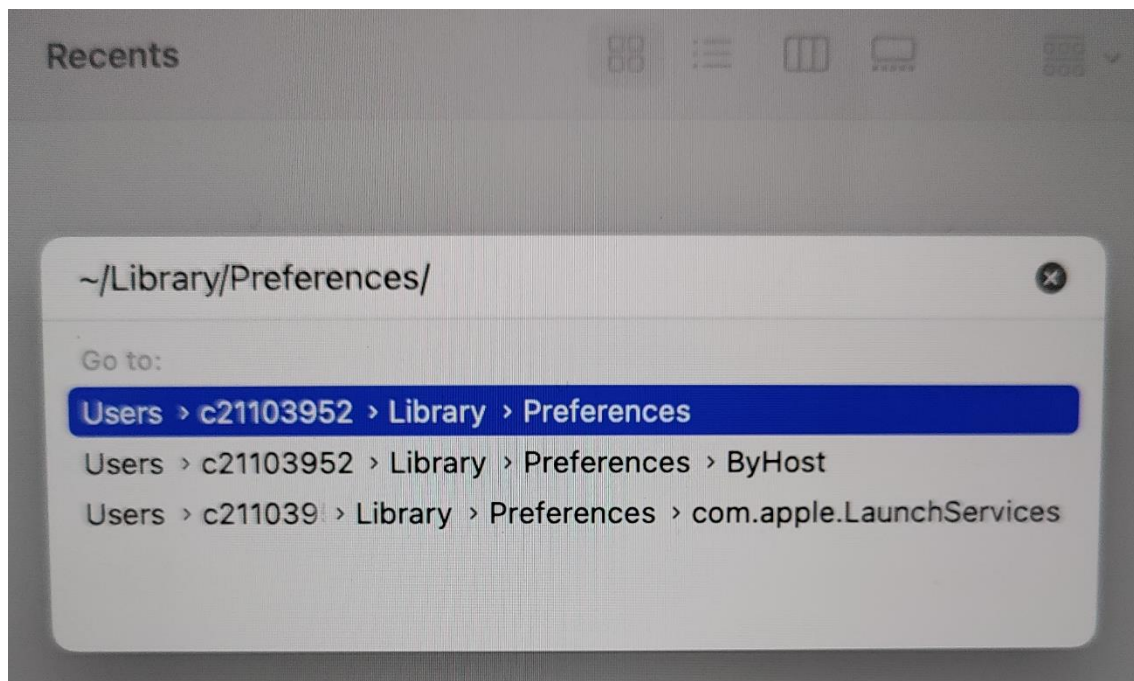 Recents
~/Library/Preferences/
Go to:
Users › c21103952 › Library › Preferences
Users › c21103952 › Library › Preferences › ByHost
Users › c211039 › Library › Preferences › com.apple.LaunchServices